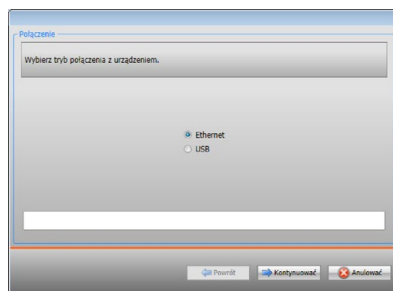 Połączenie
Wybierz tryb połączenia z urządzeniem.
Ethernet
USB
Powrót Kontynuować Anulować